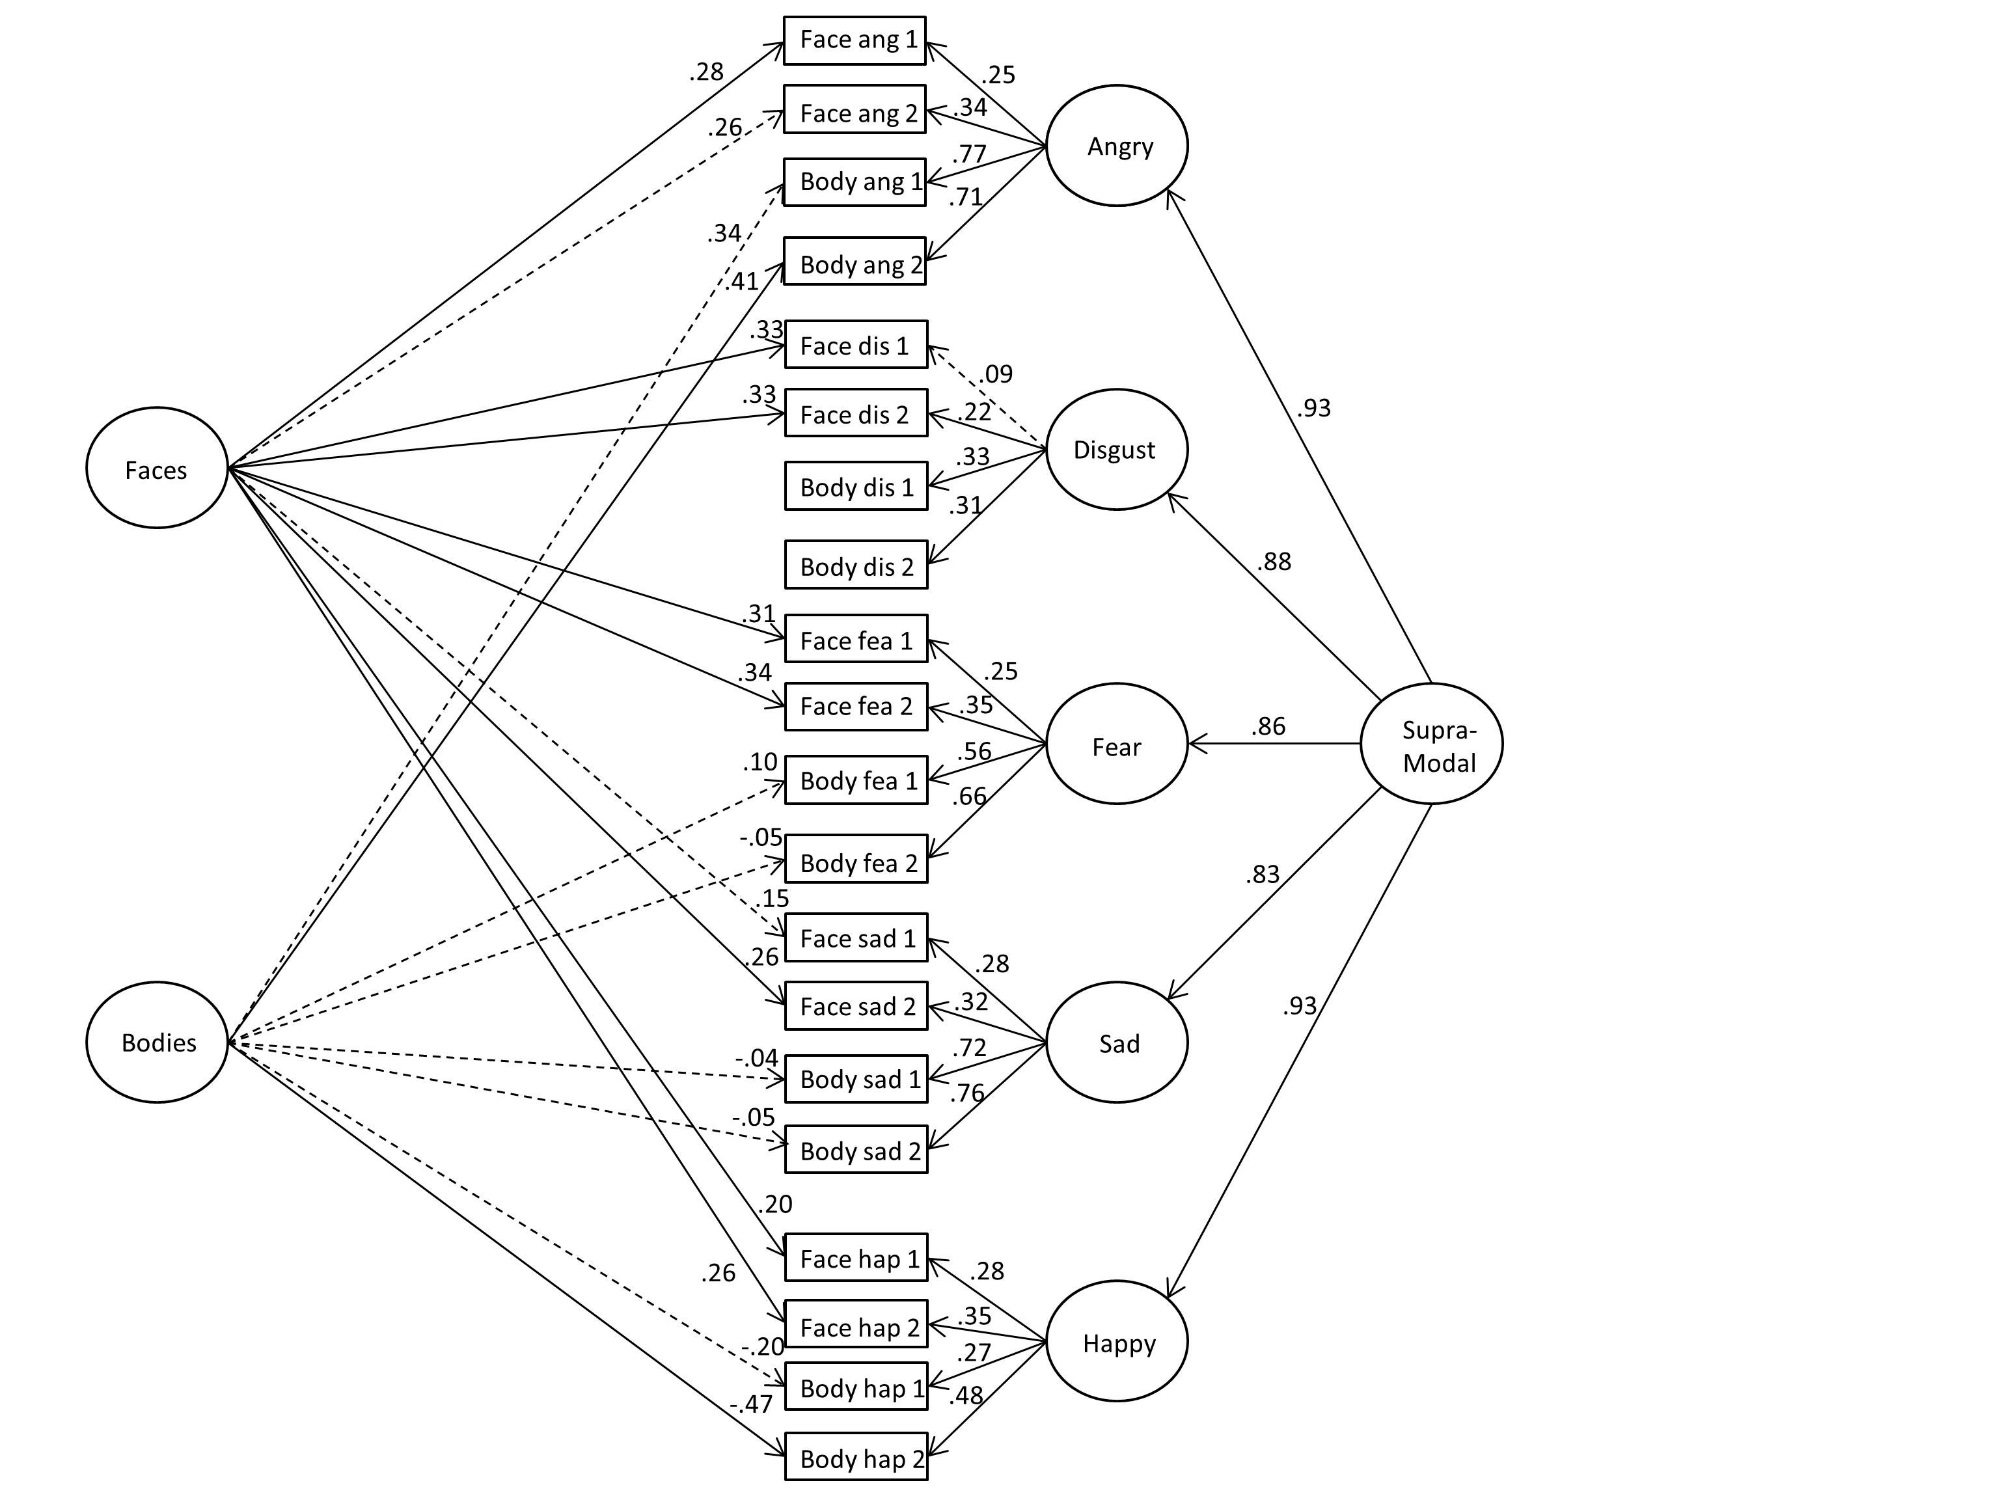 Face ang 1
.28
.25
Face ang 2
.26
.34
Angry
Body ang 1
.77
.71
.34
Body ang 2
.41
.33
Face dis 1
.09
.93
.33
Face dis 2
.22
Disgust
Faces
Body dis 1
.33
.31
Body dis 2
.88
.31
Face fea 1
.25
.34
Face fea 2
.35
Fear
.86
Supra-
Modal
.10
Body fea 1
.56
.66
-.05
Body fea 2
.83
.15
Face sad 1
.28
.26
Face sad 2
.32
.93
Bodies
Sad
-.04
Body sad 1
.72
.76
-.05
Body sad 2
.20
Face hap 1
.28
.26
Face hap 2
.35
Happy
-.20
Body hap 1
.27
.48
-.47
Body hap 2